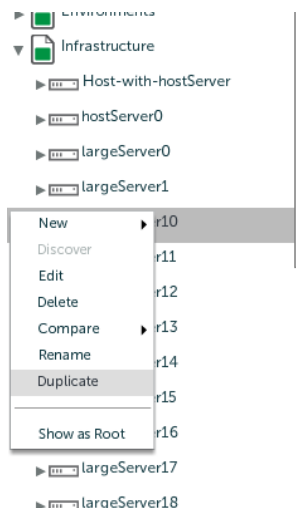 Environments
Infrastructure
Host-with-hostServer
hostServer0
largeServer0
largeServer1
r10
New
Discover
r11
Edit
r12
Delete
Compare
r13
Rename
r14
Duplicate
r15
Show as Root
r16
largeServer17
largeServer18